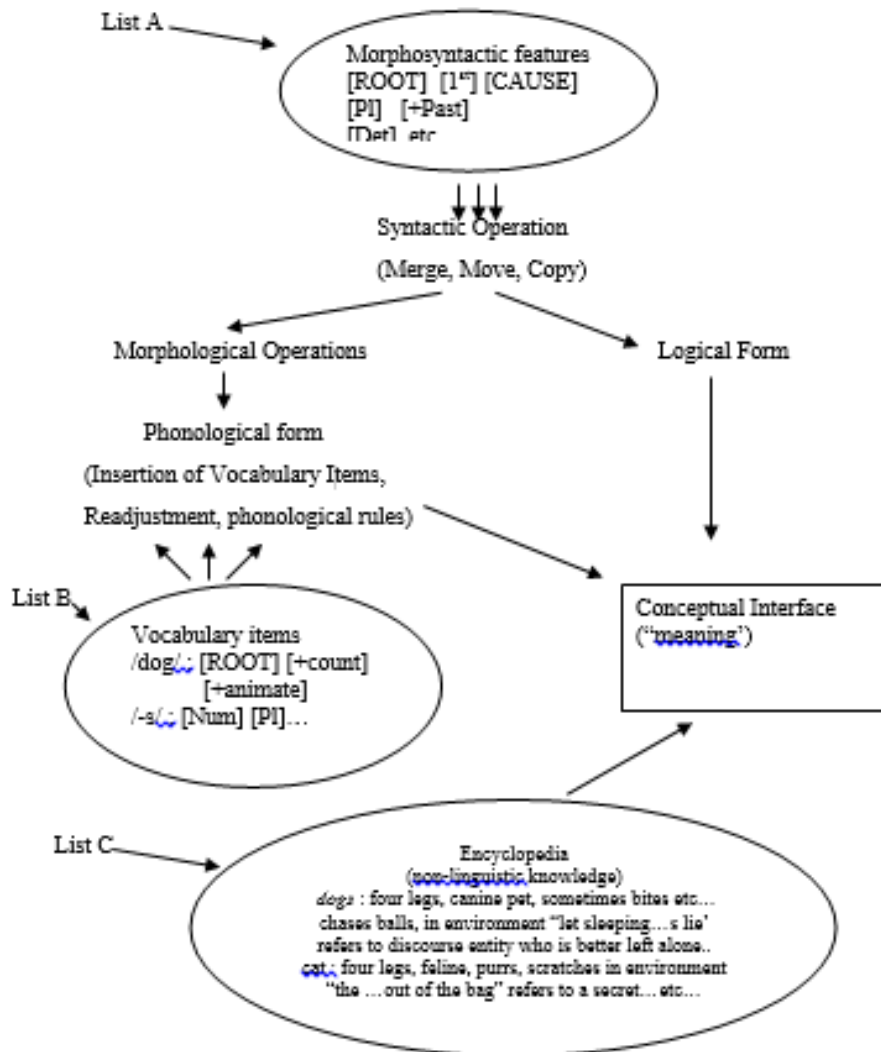 List A
Morphosyntactic features
[ROOT] [1st] [CAUSE]
[Pl] [+Past]
[Det] etc
Syntactic Operation
(Merge, Move, Copy)
Morphological Operations
Logical Form
Phonological form
(Insertion of Vocabulary Items,
Readjustment, phonological rules)
List B
Vocabulary items
/dog/.: [ROOT] [+count]
[+animate]
/-s/.: [Num] [Pl]…
Conceptual Interface
(“meaning’)
List C
Encyclopedia
(non-linguistic knowledge)
dogs : four legs, canine pet, sometimes bites etc…
chases balls, in environment “let sleeping…s lie’
refers to discourse entity who is better left alone..
cat.: four legs, feline, purrs, scratches in environment
“the …out of the bag” refers to a secret…etc…